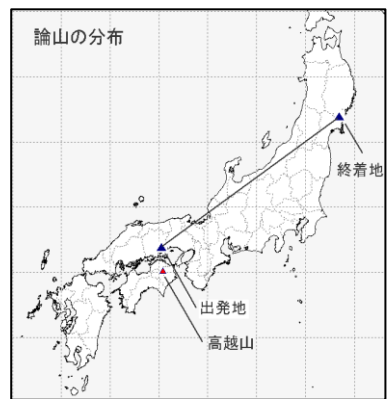 論山の分布
終着地
出発地
高越山